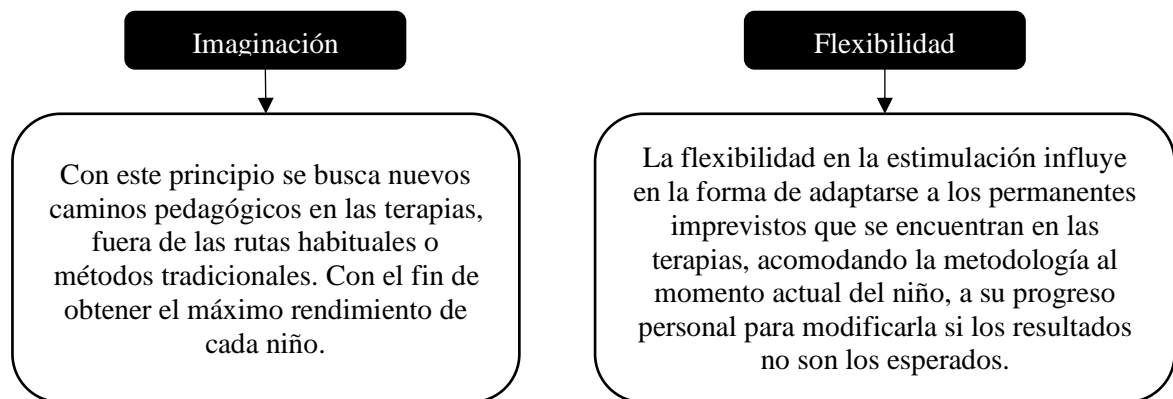 Imaginación
Con este principio se busca nuevos
caminos pedagógicos en las terapias,
fuera de las rutas habituales o
métodos tradicionales. Con el fin de
obtener el máximo rendimiento de
cada niño.
Flexibilidad
La flexibilidad en la estimulación influye
en la forma de adaptarse a los permanentes
imprevistos que se encuentran en las
terapias, acomodando la metodología al
momento actual del niño, a su progreso
personal para modificarla si los resultados
no son los esperados.